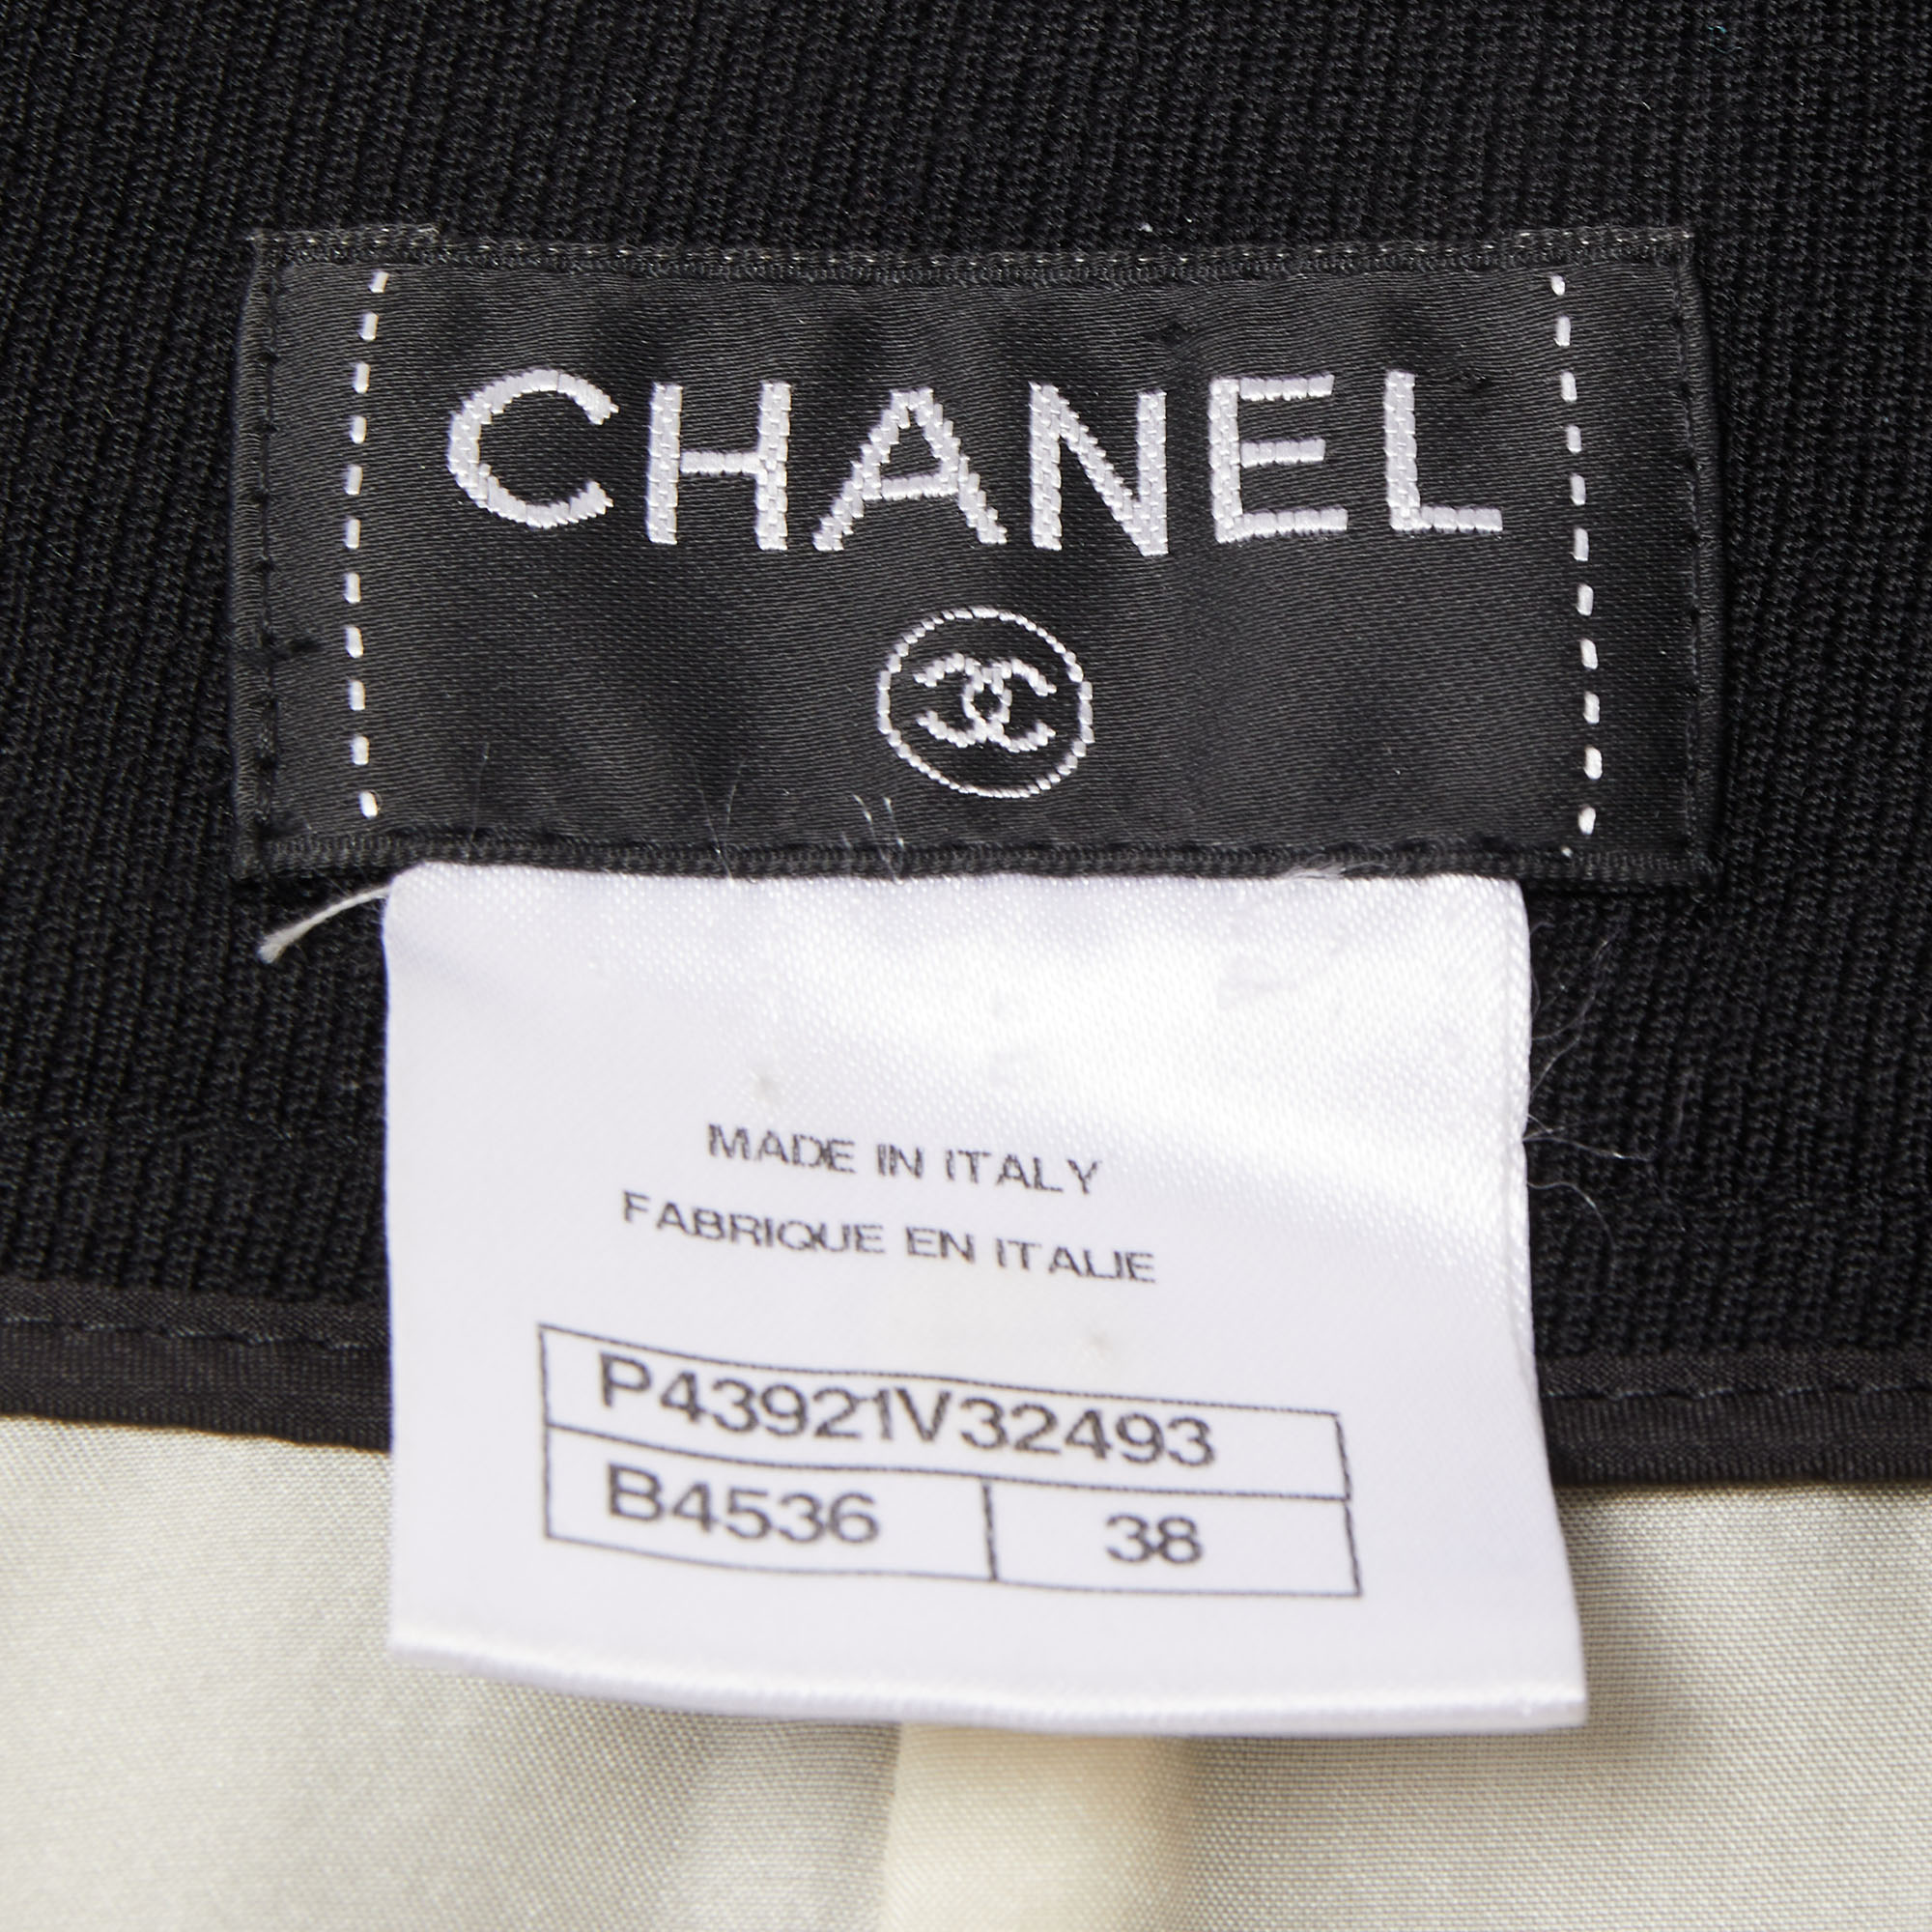 CHANEL
MADE IN ITALY
FABRIQUE EN ITALIE
P43921V32493
B4536 38